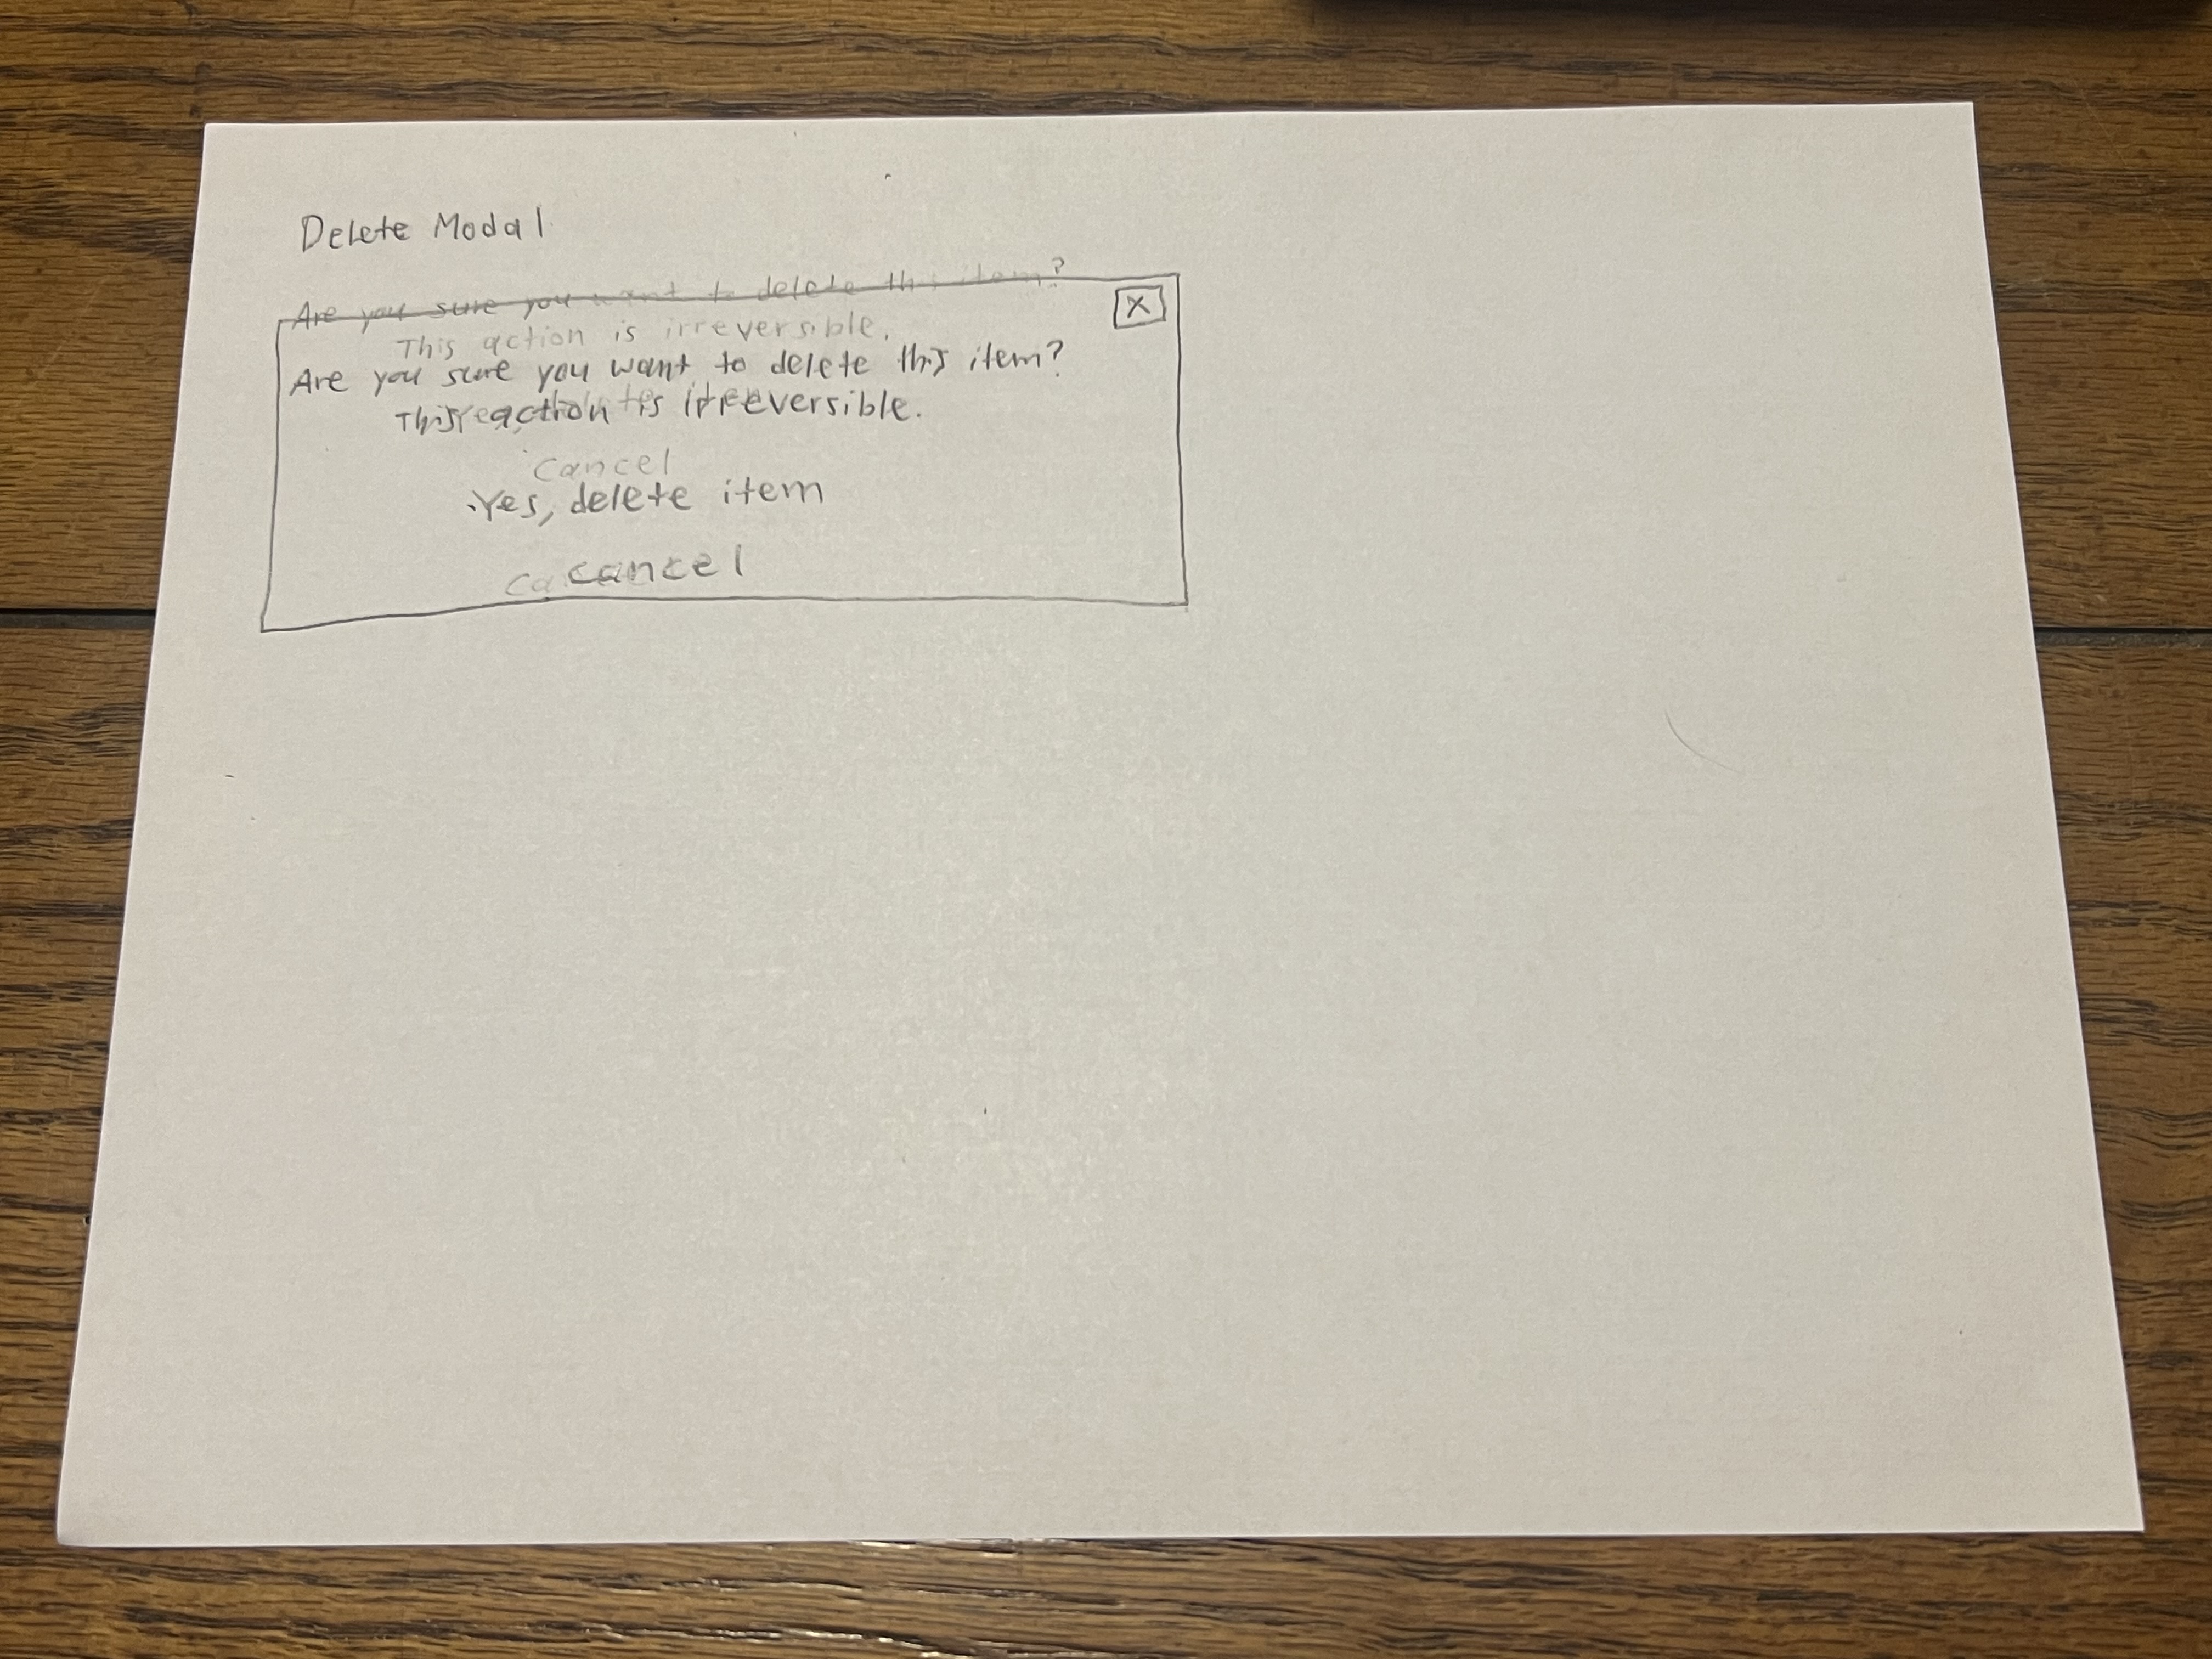 Delete Modal
Are you sure you want to delete this item?
X
This action is irreversible.
Are you sure you want to delete this item?
This action is irreversible.
Cancel
Yes, delete item
cancel